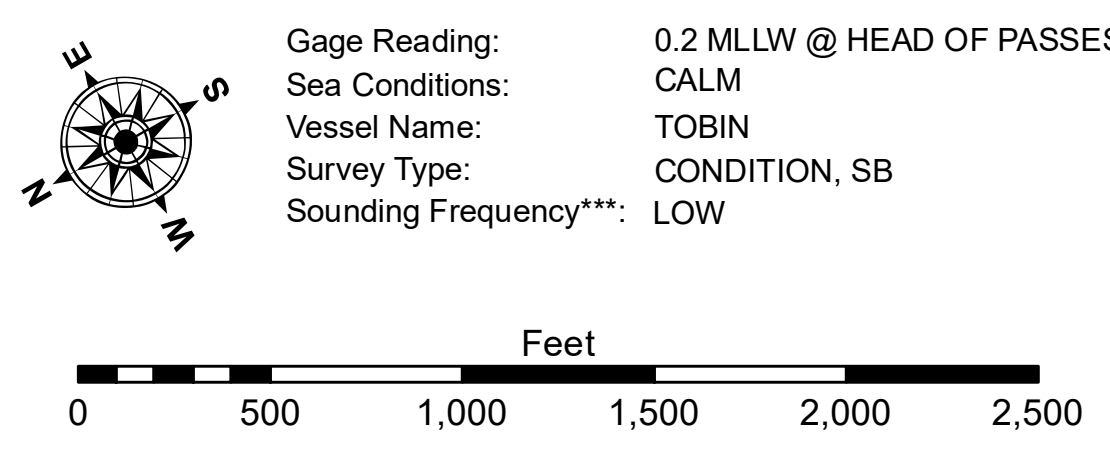 E
S
N
W
Gage Reading: 0.2 MLLW @ HEAD OF PASSES
Sea Conditions: CALM
Vessel Name: TOBIN
Survey Type: CONDITION, SB
Sounding Frequency***: LOW
Feet
0 500 1,000 1,500 2,000 2,500